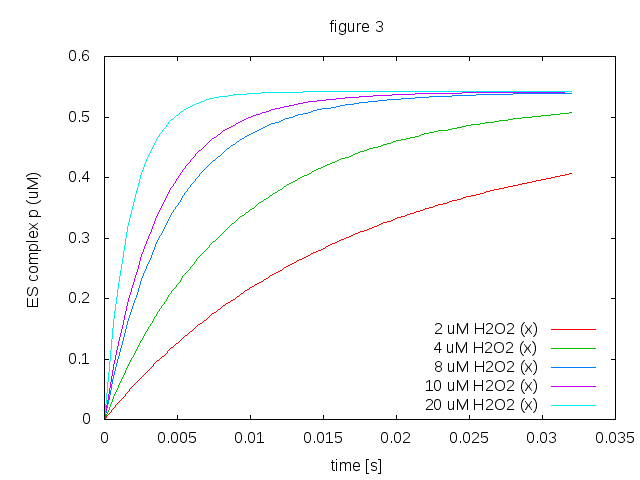 figure 3
0.6
0.5
0.4
0.3
0.2
0.1
0
ES complex p (uM)
2 uM H2O2 (x)
4 uM H2O2 (x)
8 uM H2O2 (x)
10 uM H2O2 (x)
20 uM H2O2 (x)
0 0.005 0.01 0.015 0.02 0.025 0.03 0.035
time [s]